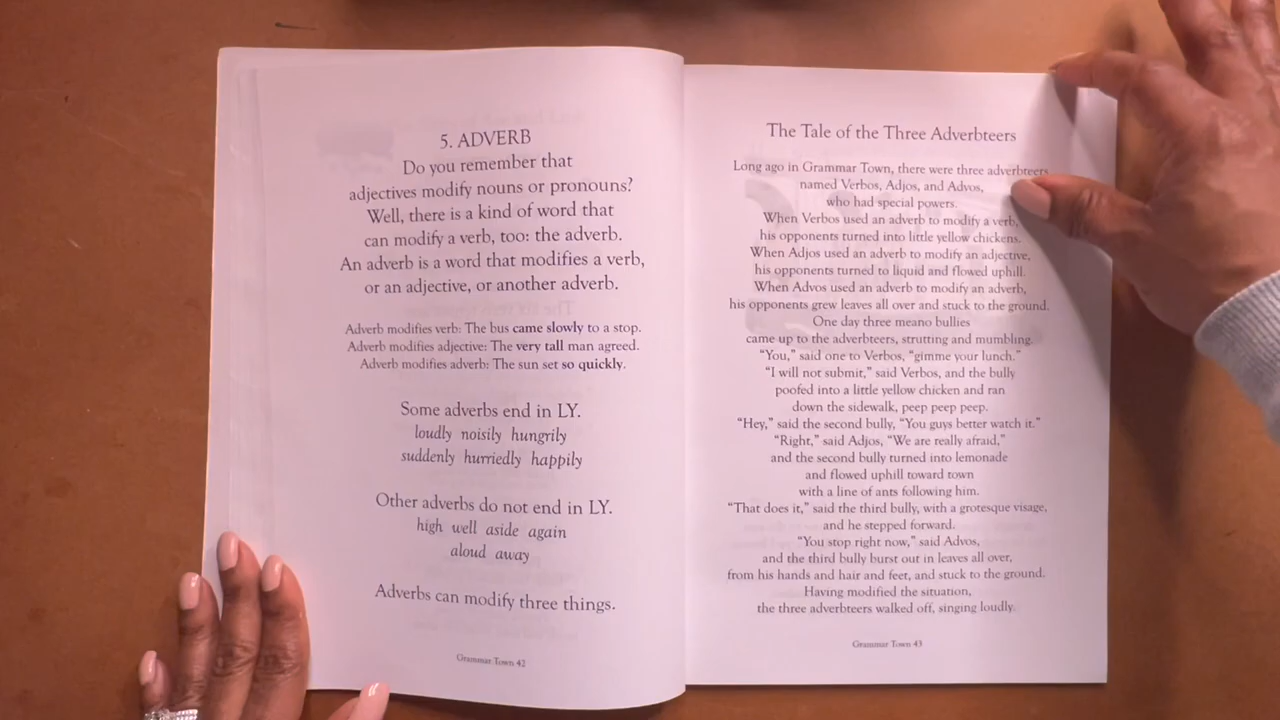 5. ADVERB
Do you remember that
adjectives modify nouns or pronouns?
Well, there is a kind of word that
can modify a verb, too: the adverb.
An adverb is a word that modifies a verb,
or an adjective, or another adverb.
Adverb modifies verb: The bus came slowly to a stop.
Adverb modifies adjective: The very tall man agreed.
Adverb modifies adverb: The sun set so quickly.
Some adverbs end in LY.
loudly noisily hungrily
suddenly hurriedly happily
Other adverbs do not end in LY.
high well aside again
aloud away
Adverbs can modify three things.
Grammar Town 42
The Tale of the Three Adverbteers
Long ago in Grammar Town, there were three adverbteers
named Verbos, Adjos, and Advos,
who had special powers.
When Verbos used an adverb to modify a verb,
his opponents turned into little yellow chickens.
When Adjos used an adverb to modify an adjective,
his opponents turned to liquid and flowed uphill.
When Advos used an adverb to modify an adverb,
his opponents grew leaves all over and stuck to the ground.
One day three meano bullies
came up to the adverbteers, strutting and mumbling.
“You,” said one to Verbos, “gimme your lunch.”
“I will not submit,” said Verbos, and the bully
poofed into a little yellow chicken and ran
down the sidewalk, peep peep peep.
“Hey,” said the second bully, “You guys better watch it.”
“Right,” said Adjos, “We are really afraid,”
and the second bully turned into lemonade
and flowed uphill toward town
with a line of ants following him.
“That does it,” said the third bully, with a grotesque visage,
and he stepped forward.
“You stop right now,” said Advos,
and the third bully burst out in leaves all over,
from his hands and hair and feet, and stuck to the ground.
Having modified the situation,
the three adverbteers walked off, singing loudly.
Grammar Town 43